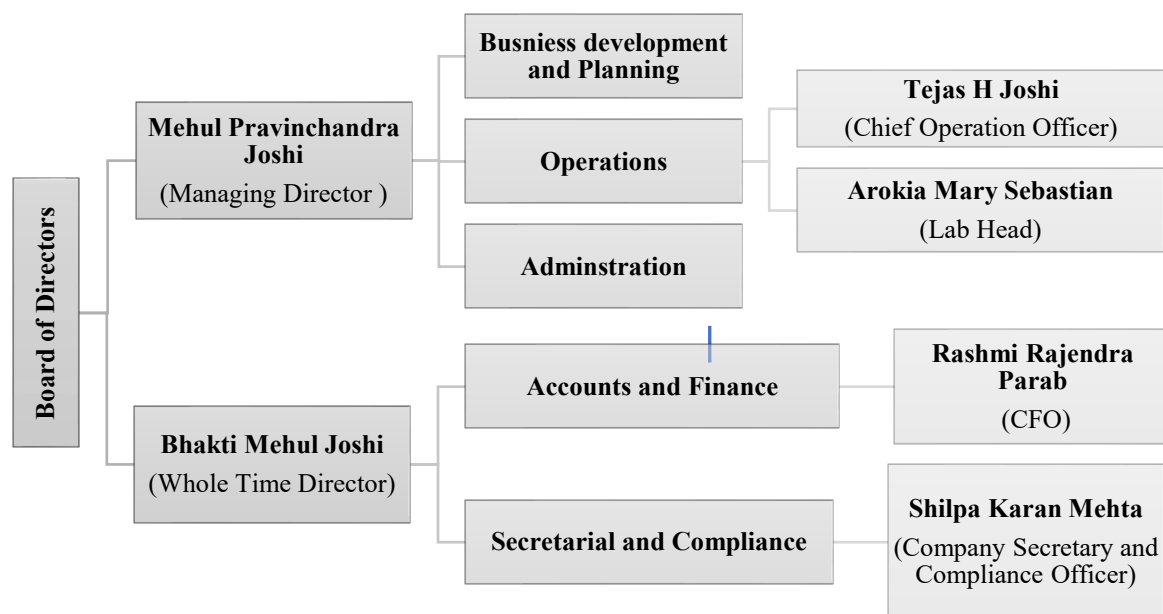 Board of Directors
Mehul Pravinchandra
Joshi
(Managing Director )
Busniess development
and Planning
Operations
Tejas H Joshi
(Chief Operation Officer)
Arokia Mary Sebastian
(Lab Head)
Adminstration
Bhakti Mehul Joshi
(Whole Time Director)
Accounts and Finance
Rashmi Rajendra
Parab
(CFO)
Secretarial and Compliance
Shilpa Karan Mehta
(Company Secretary and
Compliance Officer)